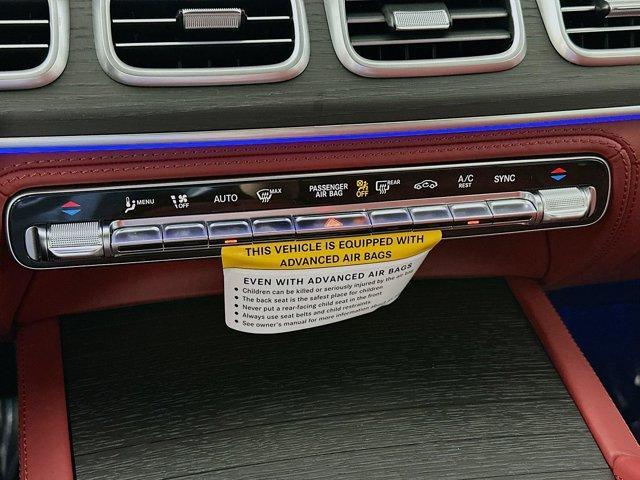 MENU OFF AUTO MAX PASSENGER AIR BAG OFF REAR A/C REST SYNC
THIS VEHICLE IS EQUIPPED WITH
ADVANCED AIR BAGS
EVEN WITH ADVANCED AIR BAGS
• Children can be killed or seriously injured by the air bag
• The back seat is the safest place for children
• Never put a rear-facing child seat in the front
• Always use seat belts and child restraints
• See owner's manual for more information about